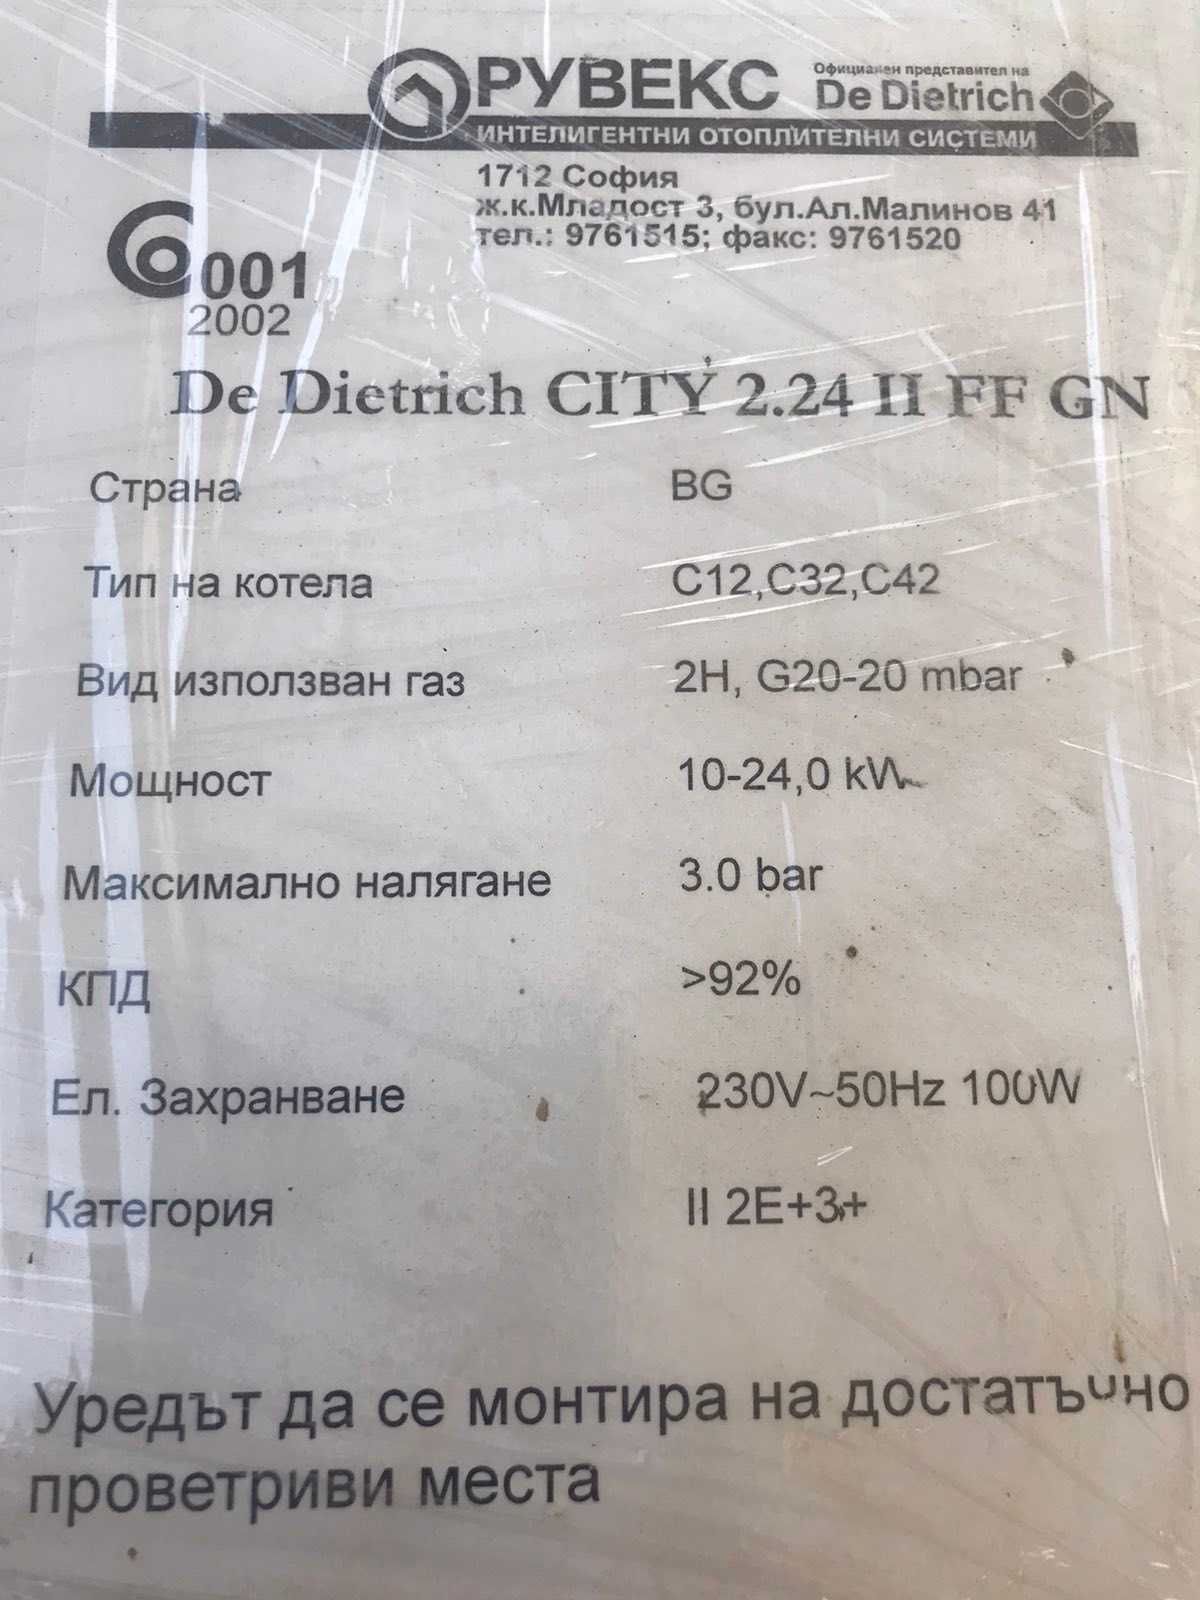 РУВЕКС
Официален представител на
De Dietrich
ИНТЕЛИГЕНТНИ ОТОПЛИТЕЛНИ СИСТЕМИ
1712 София
ж.к.Младост 3, бул.Ал.Малинов 41
тел.: 9761515; факс: 9761520
001
2002
De Dietrich CITY 2.24 II FF GN
Страна BG
Тип на котела C12,C32,C42
Вид използван газ 2H, G20-20 mbar
Мощност 10-24,0 kW
Максимално налягане 3.0 bar
КПД >92%
Ел. Захранване 230V~50Hz 100W
Категория II 2E+3+
Уредът да се монтира на достатъчно
проветриви места